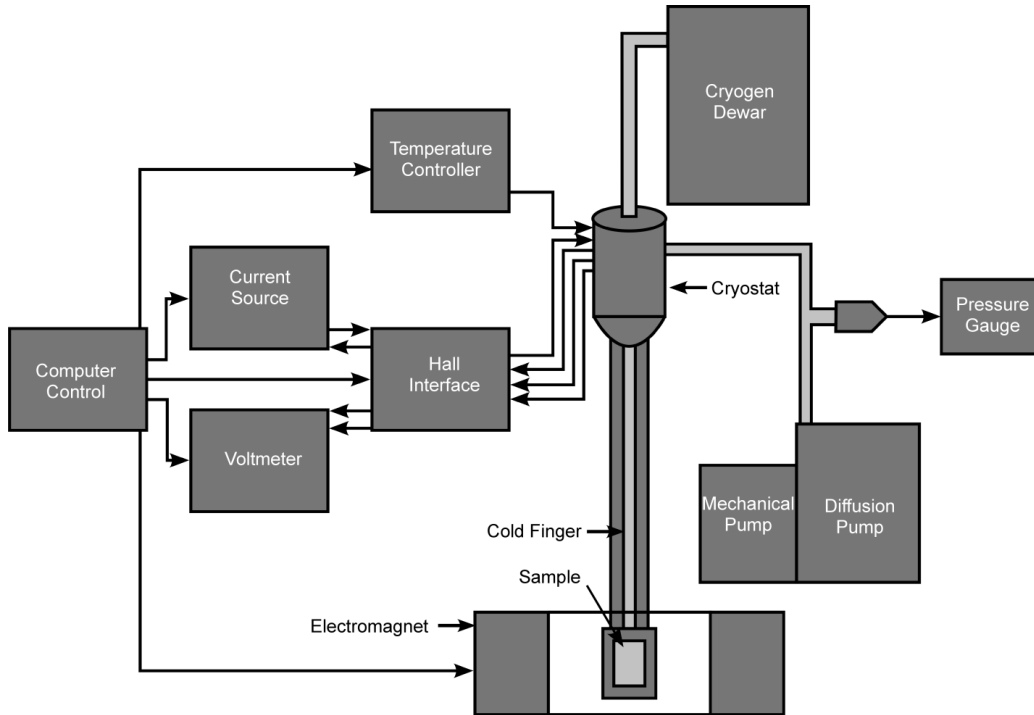 Cryogen
Dewar
Temperature
Controller
Current
Source
Cryostat
Pressure
Gauge
Computer
Control
Hall
Interface
Voltmeter
Mechanical
Pump
Diffusion
Pump
Cold Finger
Sample
Electromagnet